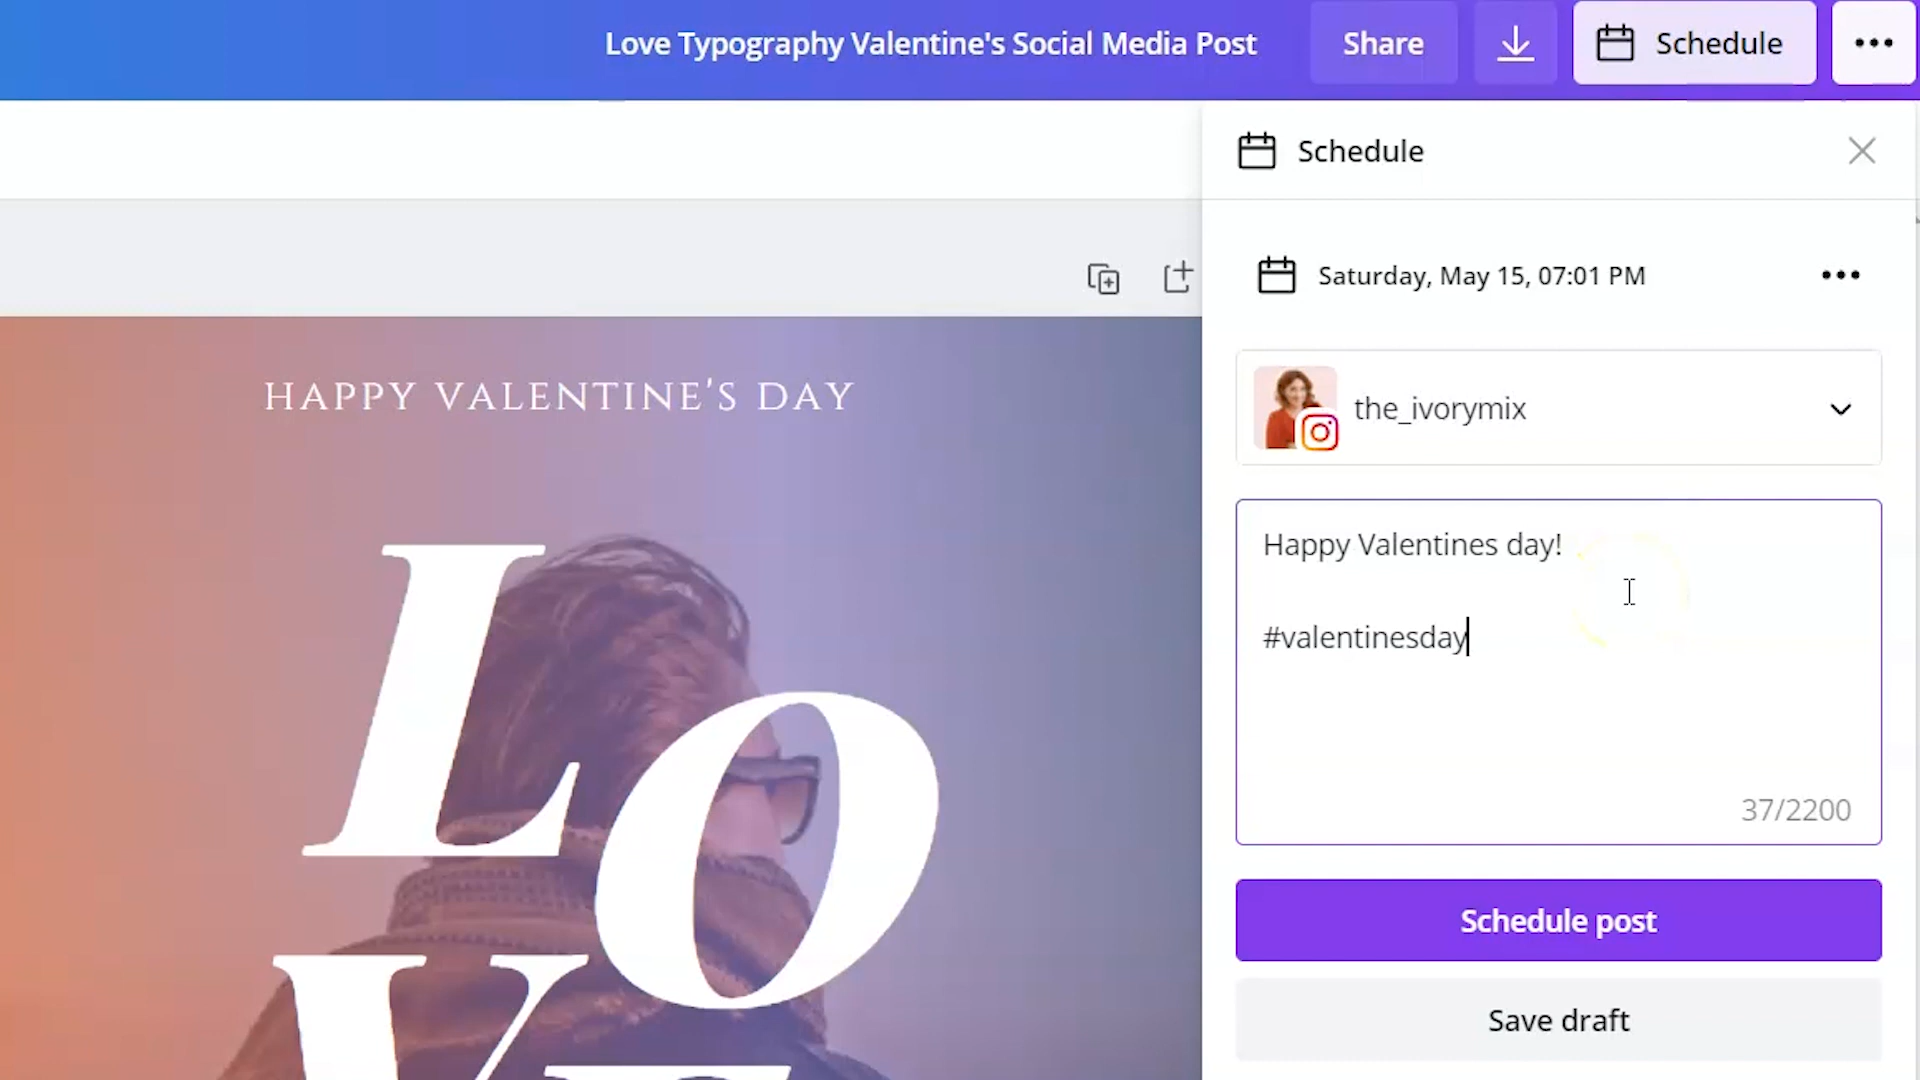 Love Typography Valentine's Social Media Post
Share
Schedule
Schedule
Saturday, May 15, 07:01 PM
the_ivorymix
Happy Valentines day!
#valentinesday
37/2200
Schedule post
Save draft
HAPPY VALENTINE'S DAY
L
O
V
E